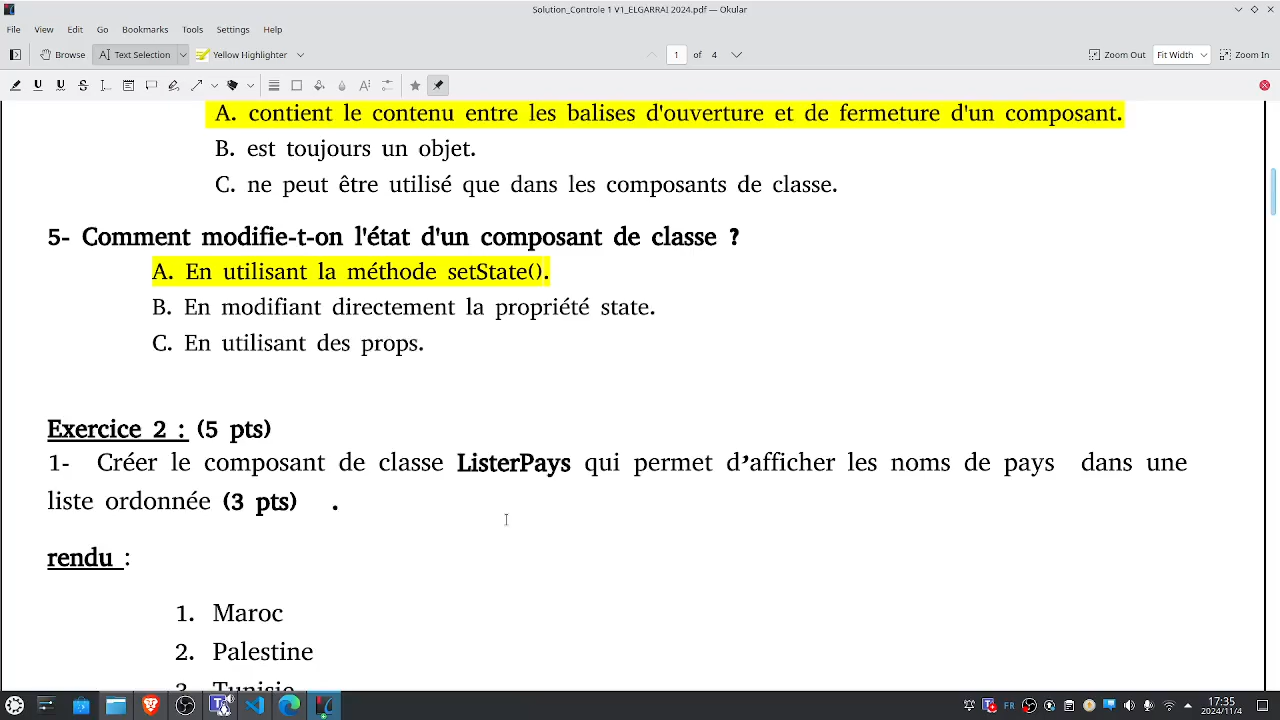 Solution_Controle 1 V1_ELGARRAI 2024.pdf — Okular
File View Edit Go Bookmarks Tools Settings Help
Browse Text Selection Yellow Highlighter 1 of 4 Zoom Out Fit Width Zoom In
A. contient le contenu entre les balises d'ouverture et de fermeture d'un composant.
B. est toujours un objet.
C. ne peut être utilisé que dans les composants de classe.
5- Comment modifie-t-on l'état d'un composant de classe ?
A. En utilisant la méthode setState().
B. En modifiant directement la propriété state.
C. En utilisant des props.
Exercice 2 : (5 pts)
1- Créer le composant de classe ListerPays qui permet d’afficher les noms de pays dans une
liste ordonnée (3 pts) .
rendu :
1. Maroc
2. Palestine
3. Tunisie
FR 17:35
2024/11/4